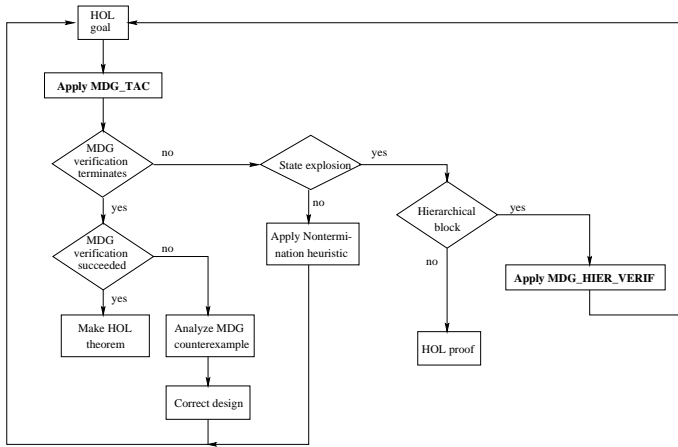 HOL
goal
Apply MDG_TAC
MDG
verification
terminates
no
State explosion
yes
yes
no
Hierarchical
block
yes
MDG
verification
succeeded
no
Apply Nontermi-
nation heuristic
no
Apply MDG_HIER_VERIF
yes
Make HOL
theorem
Analyze MDG
counterexample
HOL proof
Correct design